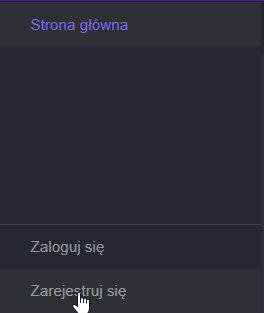 Strona główna
Zaloguj się
Zarejestruj się